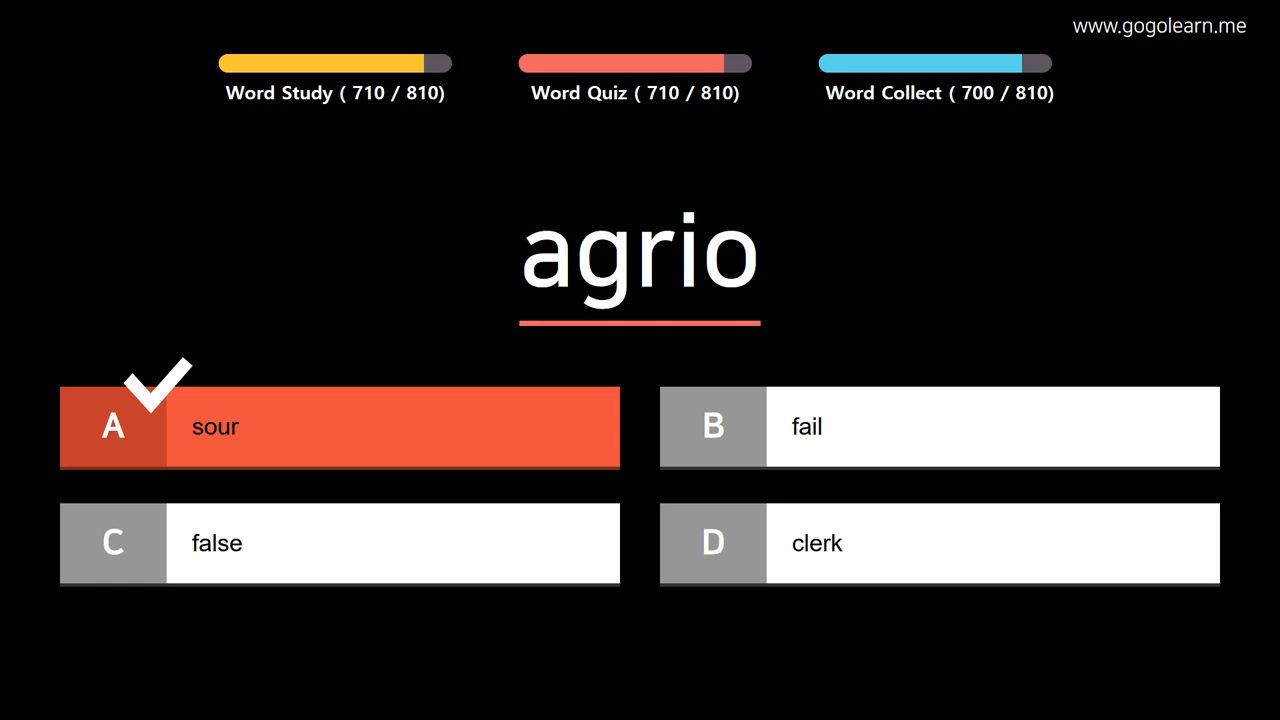 www.gogolearn.me
Word Study ( 710 / 810)
Word Quiz ( 710 / 810)
Word Collect ( 700 / 810)
agrio
A sour
B fail
C false
D clerk